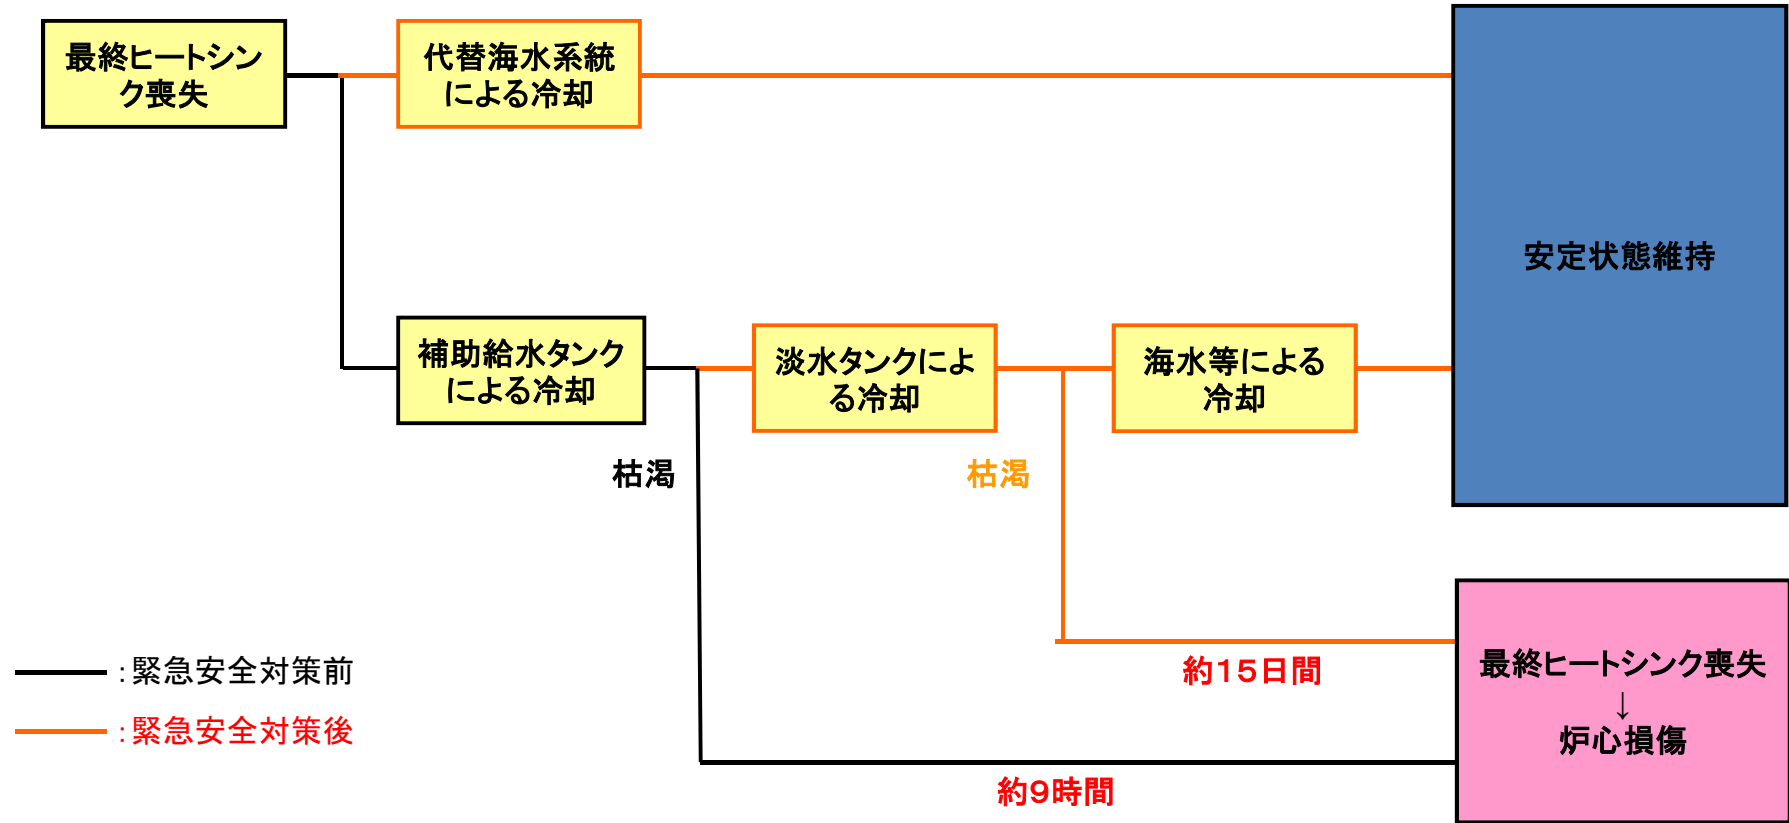 最終ヒートシン
ク喪失
代替海水系統
による冷却
安定状態維持
補助給水タンク
による冷却
淡水タンクによ
る冷却
海水等による
冷却
枯渇
枯渇
約15日間
約9時間
最終ヒートシンク喪失
↓
炉心損傷
:緊急安全対策前
:緊急安全対策後